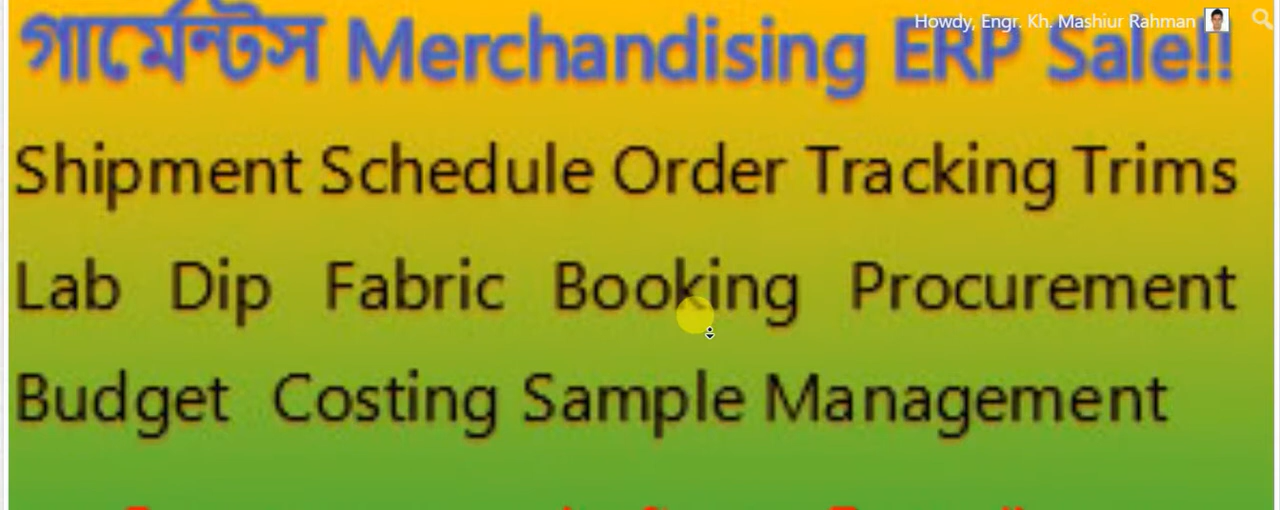 Howdy, Engr. Kh. Mashiur Rahman
গার্মেন্টস Merchandising ERP Sale!!
Shipment Schedule Order Tracking Trims
Lab Dip Fabric Booking Procurement
Budget Costing Sample Management